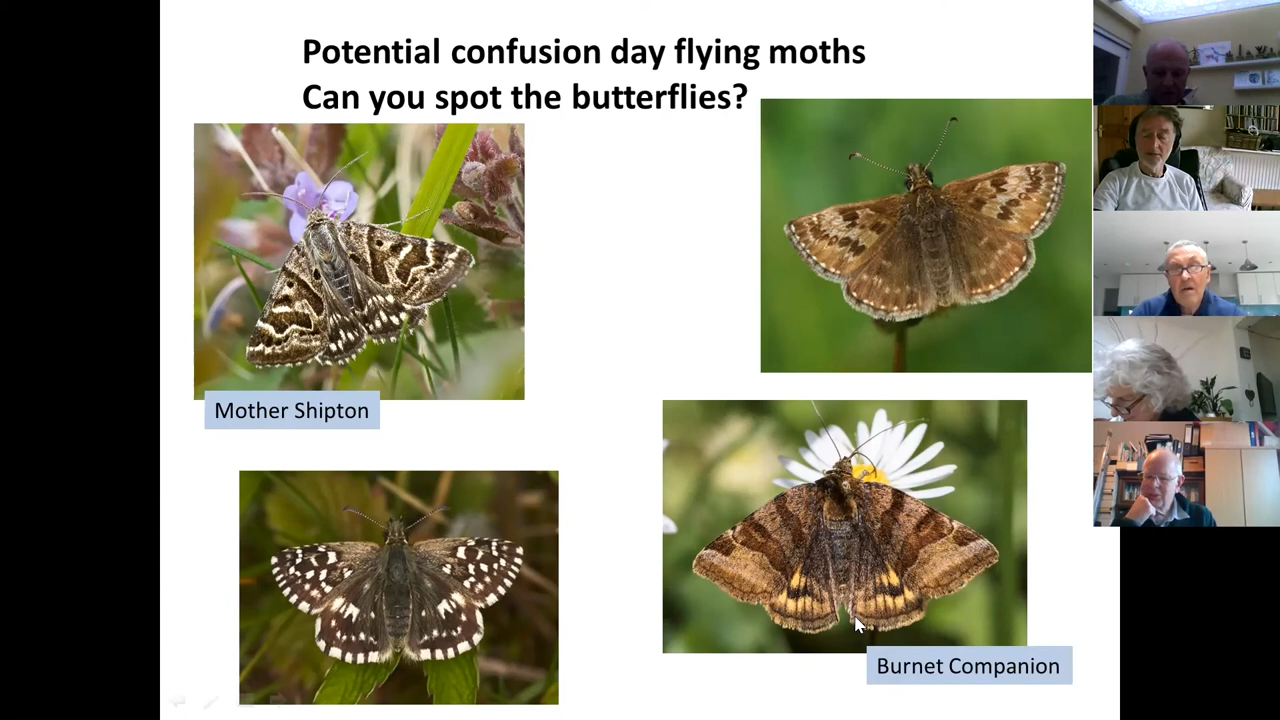 Potential confusion day flying moths
Can you spot the butterflies?
Mother Shipton
Burnet Companion